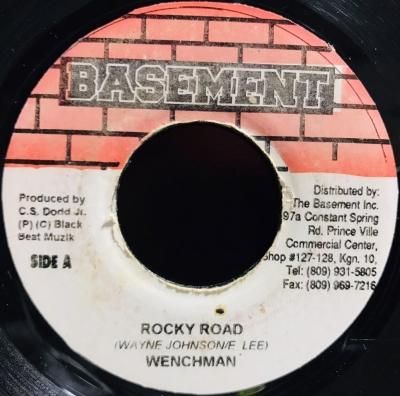 BASEMENT
Produced by
C.S. Dodd Jr.
(P) (C) Black
Beat Muzik
SIDE A
Distributed by:
The Basement Inc.
97a Constant Spring
Rd. Prince Ville
Commercial Center,
Shop #127-128, Kgn. 10,
Tel: (809) 931-5805
Fax: (809) 969-7216
ROCKY ROAD
(WAYNE JOHNSON/E. LEE)
WENCHMAN